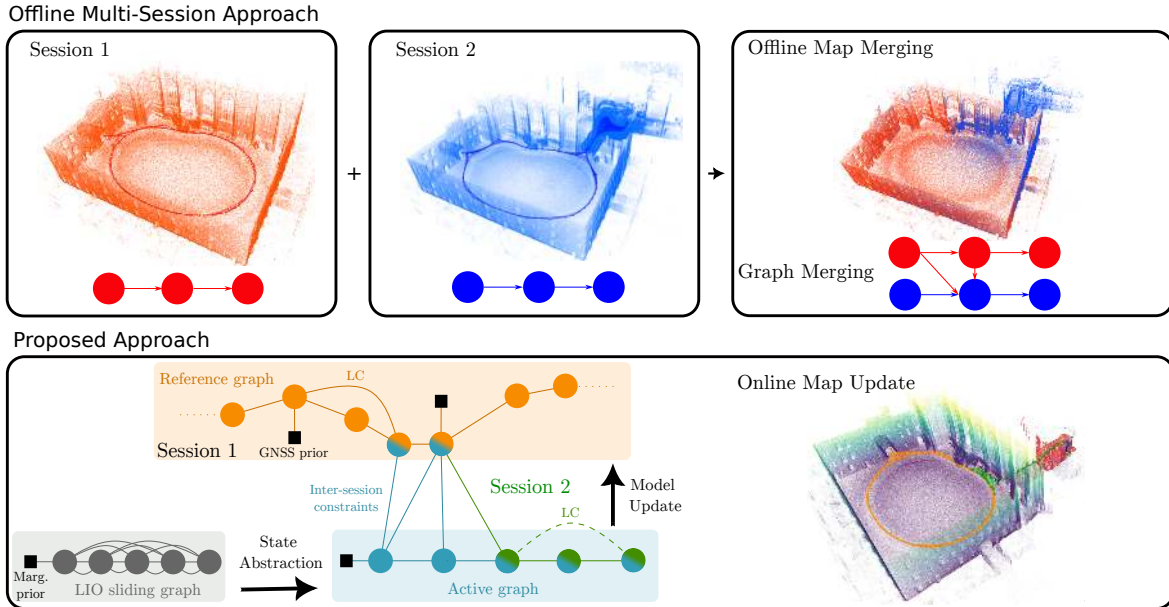 Offline Multi-Session Approach
Session 1
Session 2
Offline Map Merging
+
Graph Merging
Proposed Approach
Reference graph
LC
Session 1
GNSS prior
Inter-session
constraints
Session 2
LC
Model
Update
Online Map Update
Marg.
prior
LIO sliding graph
State
Abstraction
Active graph